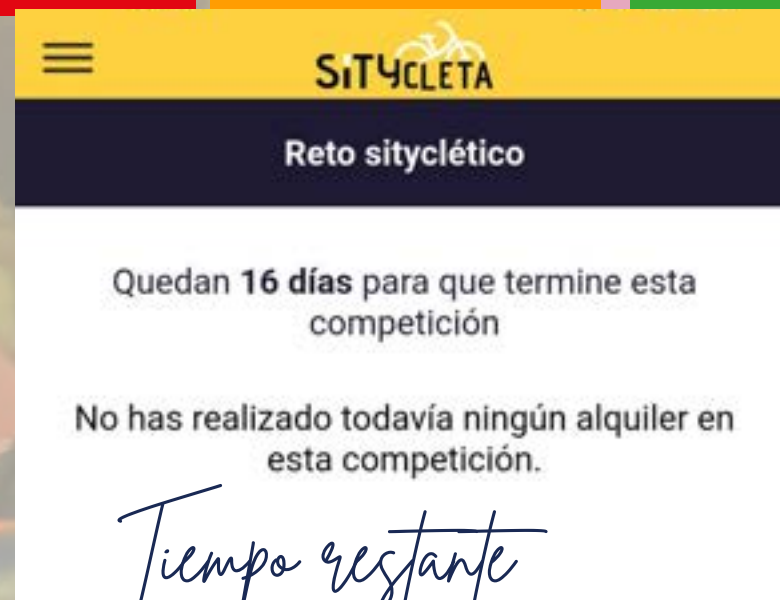 SiTYCLETA
Reto sityclético
Quedan 16 días para que termine esta
competición
No has realizado todavía ningún alquiler en
esta competición.
Tiempo restante